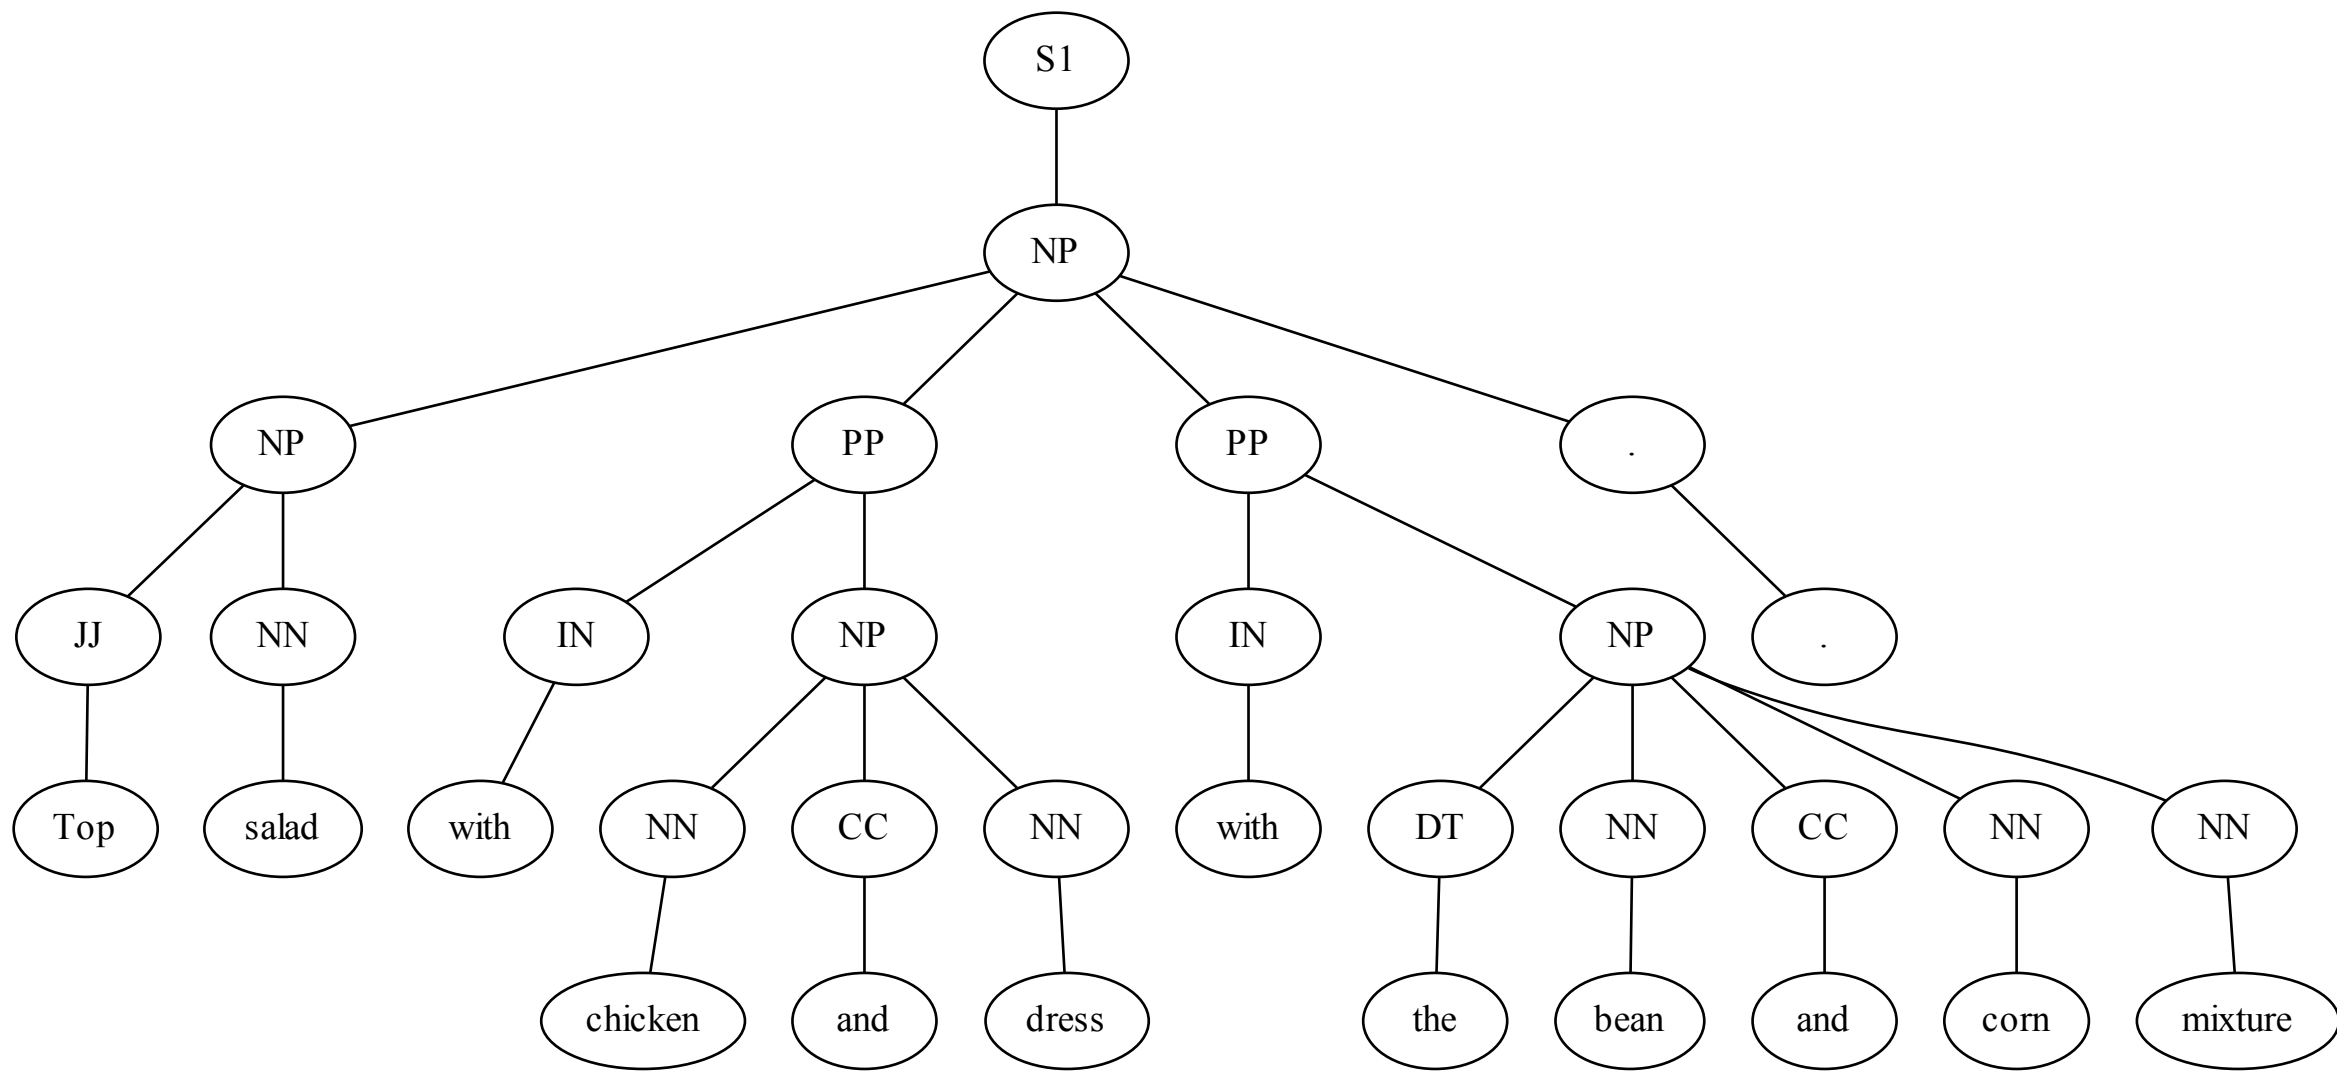 S1
NP
NP PP PP .
JJ NN IN NP IN NP .
Top salad with NN CC NN with DT NN CC NN NN
chicken and dress the bean and corn mixture